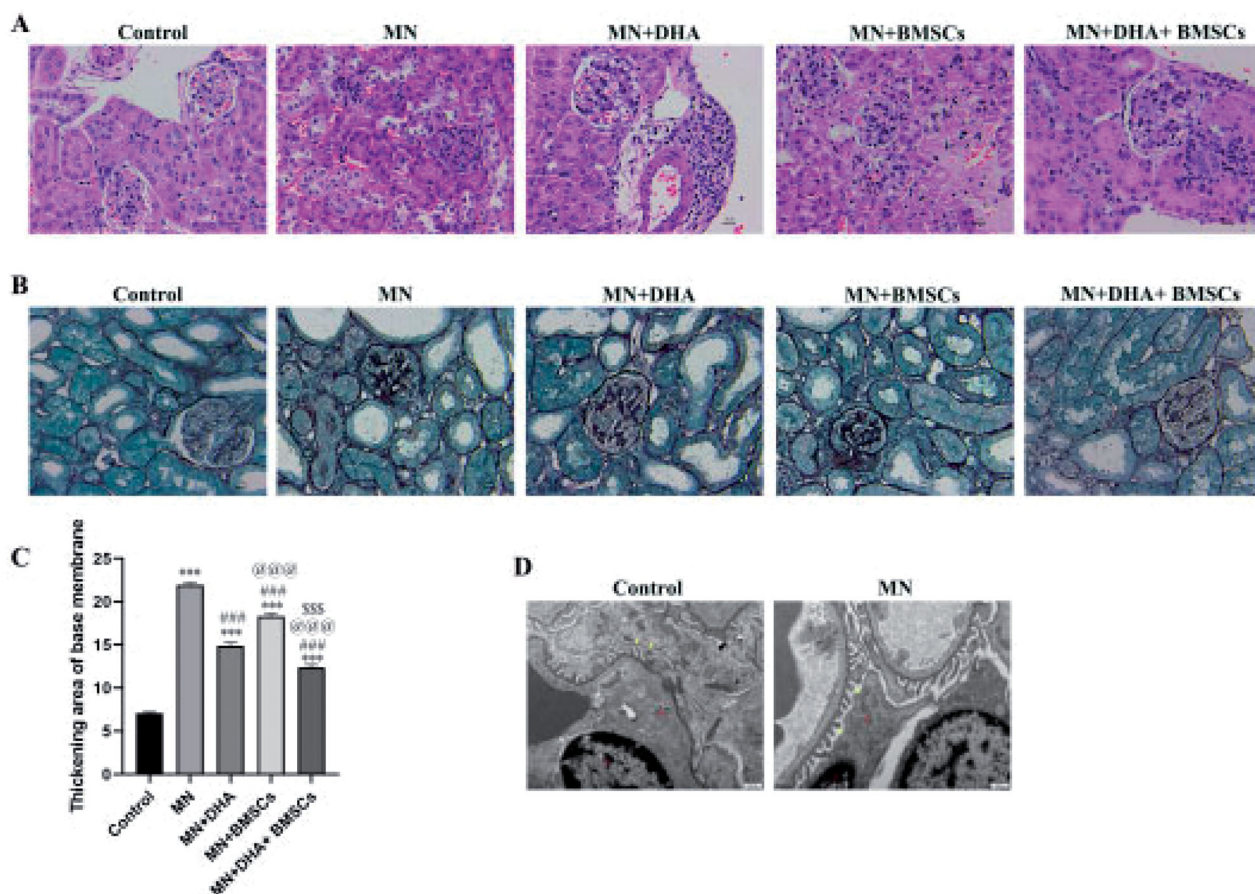 A
Control MN MN+DHA MN+BMSCs MN+DHA+ BMSCs
B
Control MN MN+DHA MN+BMSCs MN+DHA+ BMSCs
C
Thickening area of base membrane
25
20
15
10
5
0
***
###
***
@@@
###
***
$$$
@@@
###
***
Control
MN
MN+DHA
MN+BMSCs
MN+DHA+ BMSCs
D
Control MN